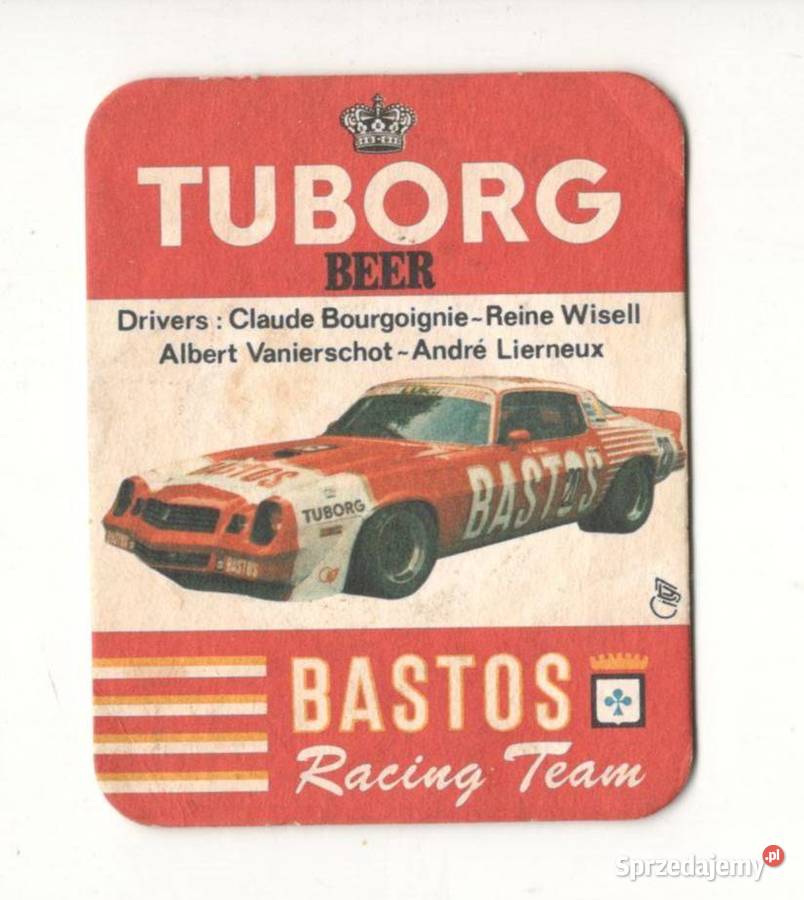 TUBORG
BEER
Drivers : Claude Bourgoignie~Reine Wisell
Albert Vanierschot~André Lierneux
BASTOS
TUBORG
BASTOS
BASTOS
BASTOS
Racing Team
Sprzedajemy.pl